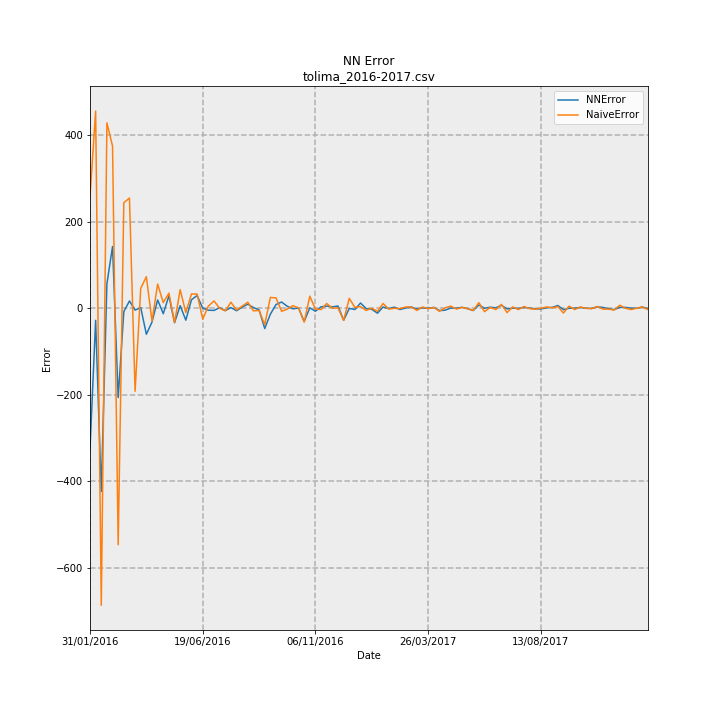 NN Error
tolima_2016-2017.csv
NNError
NaiveError
400
200
0
−200
−400
−600
Error
31/01/2016 19/06/2016 06/11/2016 26/03/2017 13/08/2017
Date